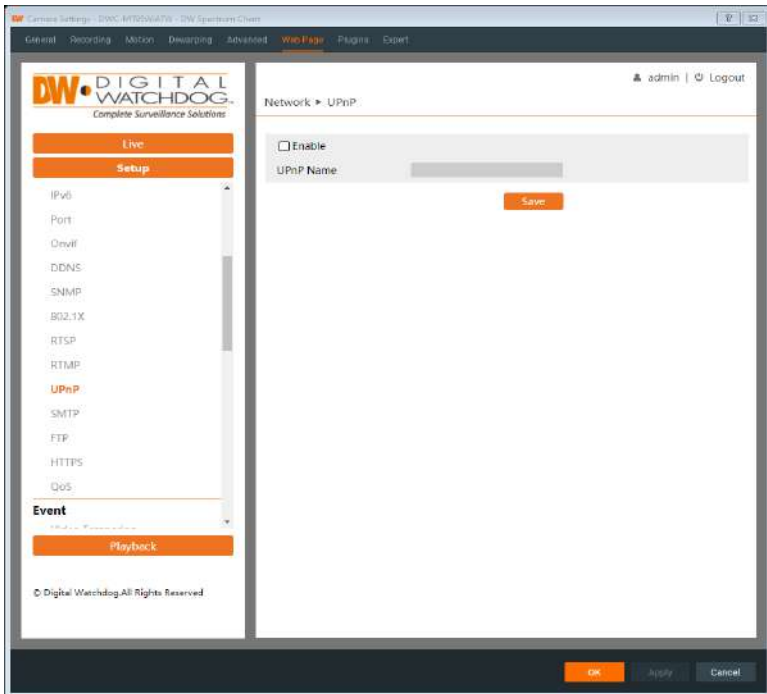 Camera Settings - DWC-MT95WiATW - DW Spectrum Client
General Recording Motion Dewarping Advanced Web Page Plugins Expert
DW DIGITAL
WATCHDOG
Complete Surveillance Solutions
admin | Logout
Network ▸ UPnP
Live
Setup
Enable
UPnP Name
Save
IPv6
Port
Onvif
DDNS
SNMP
802.1X
RTSP
RTMP
UPnP
SMTP
FTP
HTTPS
QoS
Event
Playback
© Digital Watchdog.All Rights Reserved
OK Apply Cancel